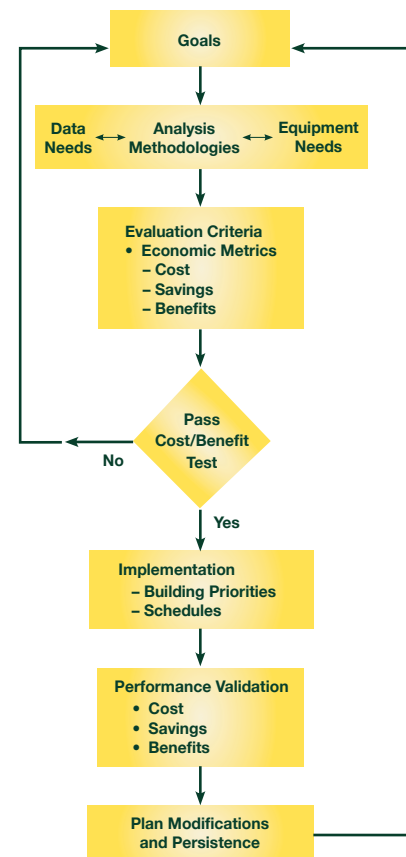 Goals
Data Needs
Analysis Methodologies
Equipment Needs
Evaluation Criteria
• Economic Metrics
– Cost
– Savings
– Benefits
Pass
Cost/Benefit
Test
No
Yes
Implementation
– Building Priorities
– Schedules
Performance Validation
• Cost
• Savings
• Benefits
Plan Modifications
and Persistence